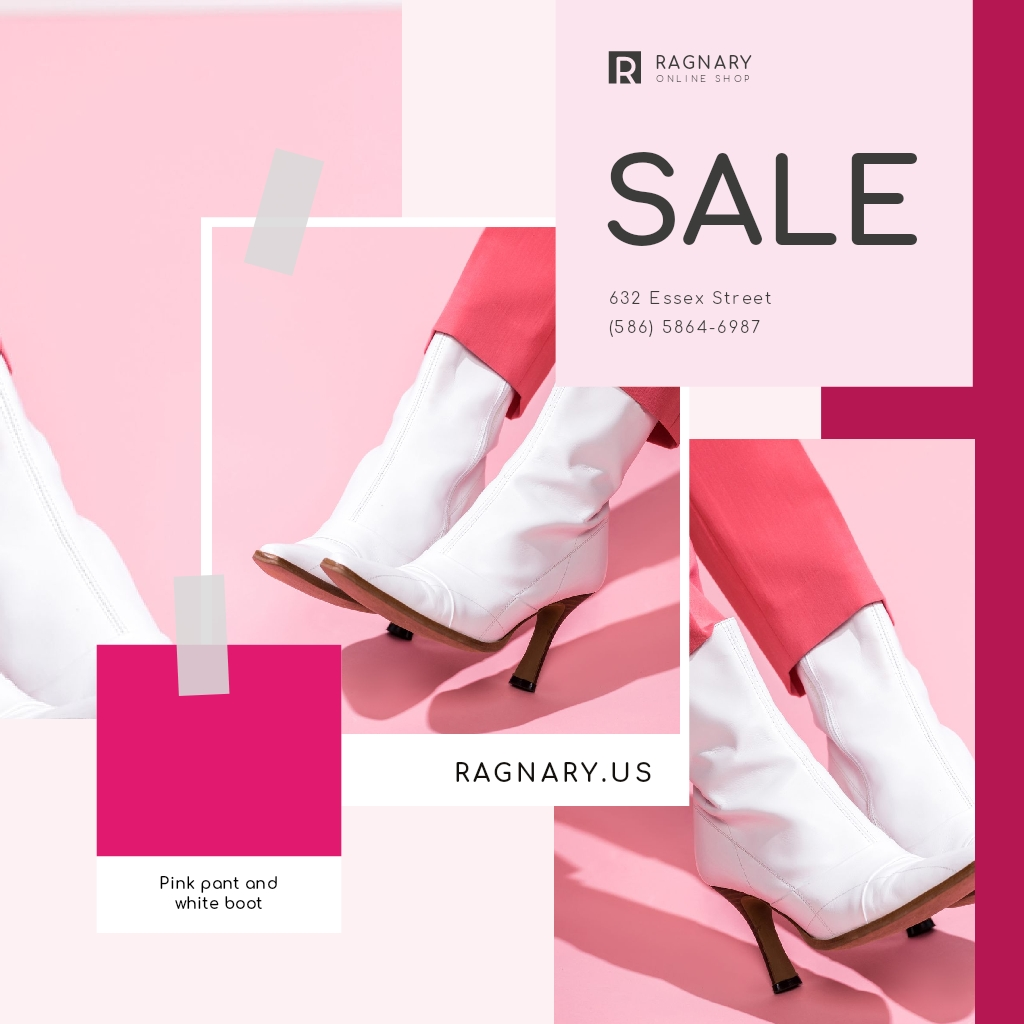 R
RAGNARY
ONLINE SHOP
SALE
632 Essex Street
(586) 5864-6987
RAGNARY.US
Pink pant and
white boot